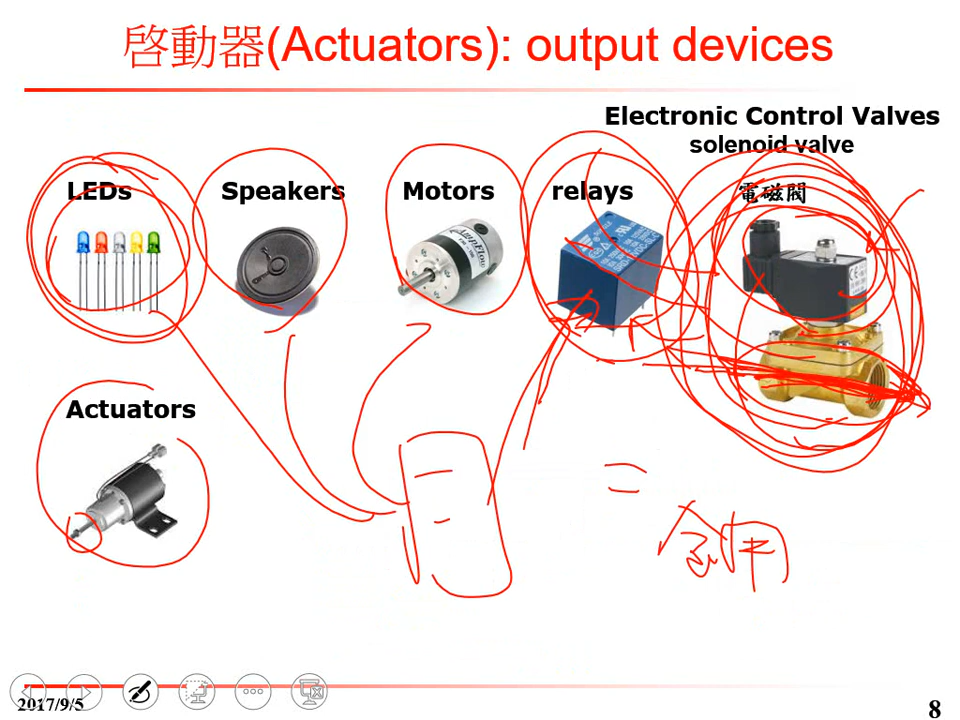 啓動器(Actuators): output devices
Electronic Control Valves
solenoid valve
LEDs
Speakers
Motors
relays
電磁閥
Actuators
2017/9/5
8